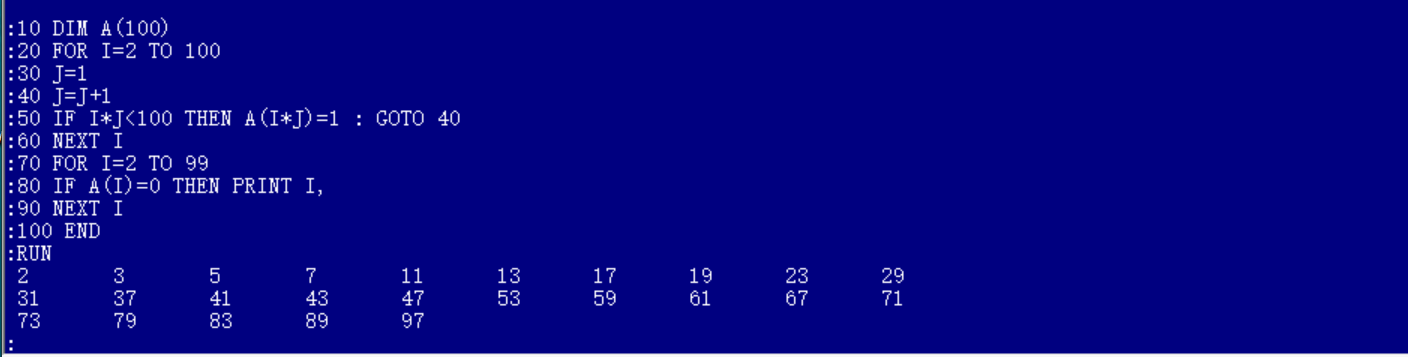 :10 DIM A(100)
:20 FOR I=2 TO 100
:30 J=1
:40 J=J+1
:50 IF I*J<100 THEN A(I*J)=1 : GOTO 40
:60 NEXT I
:70 FOR I=2 TO 99
:80 IF A(I)=0 THEN PRINT I,
:90 NEXT I
:100 END
:RUN
2 3 5 7 11 13 17 19 23 29
31 37 41 43 47 53 59 61 67 71
73 79 83 89 97
: